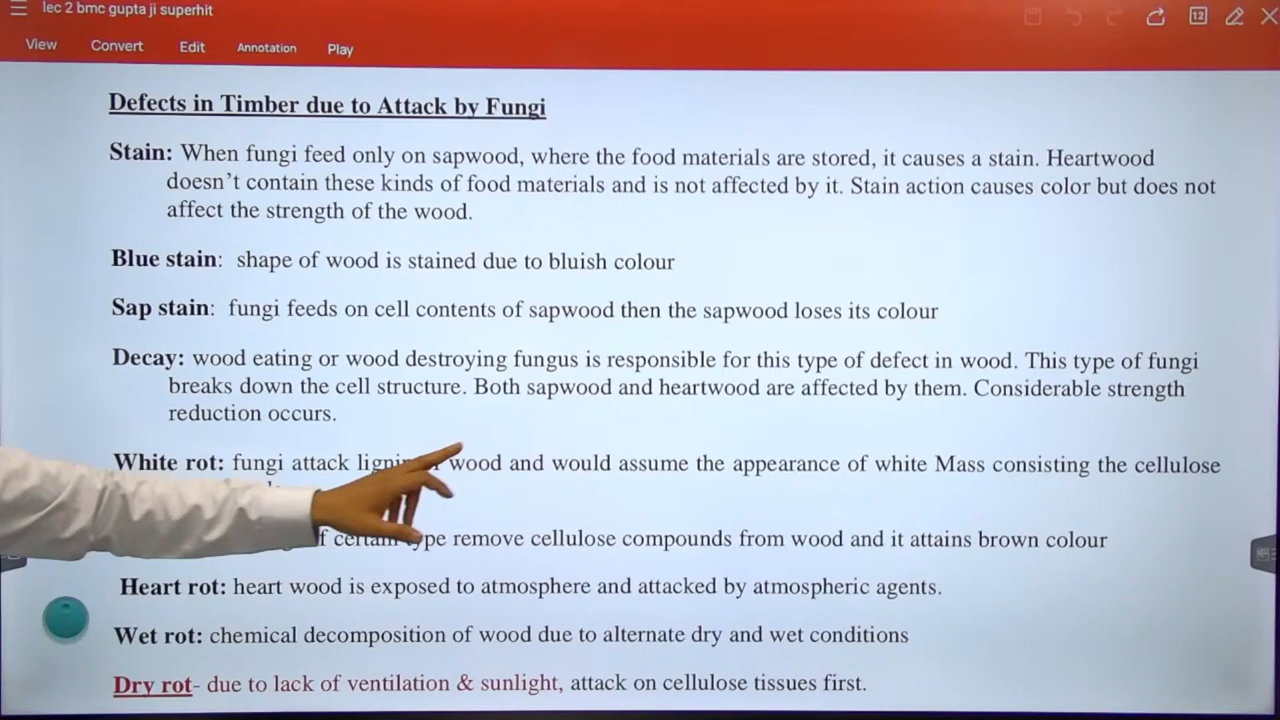 lec 2 bmc gupta ji superhit
12
View Convert Edit Annotation Play
Defects in Timber due to Attack by Fungi
Stain: When fungi feed only on sapwood, where the food materials are stored, it causes a stain. Heartwood
doesn’t contain these kinds of food materials and is not affected by it. Stain action causes color but does not
affect the strength of the wood.
Blue stain: shape of wood is stained due to bluish colour
Sap stain: fungi feeds on cell contents of sapwood then the sapwood loses its colour
Decay: wood eating or wood destroying fungus is responsible for this type of defect in wood. This type of fungi
breaks down the cell structure. Both sapwood and heartwood are affected by them. Considerable strength
reduction occurs.
White rot: fungi attack wood and would assume the appearance of white Mass consisting the cellulose
remove cellulose compounds from wood and it attains brown colour
Heart rot: heart wood is exposed to atmosphere and attacked by atmospheric agents.
Wet rot: chemical decomposition of wood due to alternate dry and wet conditions
Dry rot- due to lack of ventilation & sunlight, attack on cellulose tissues first.